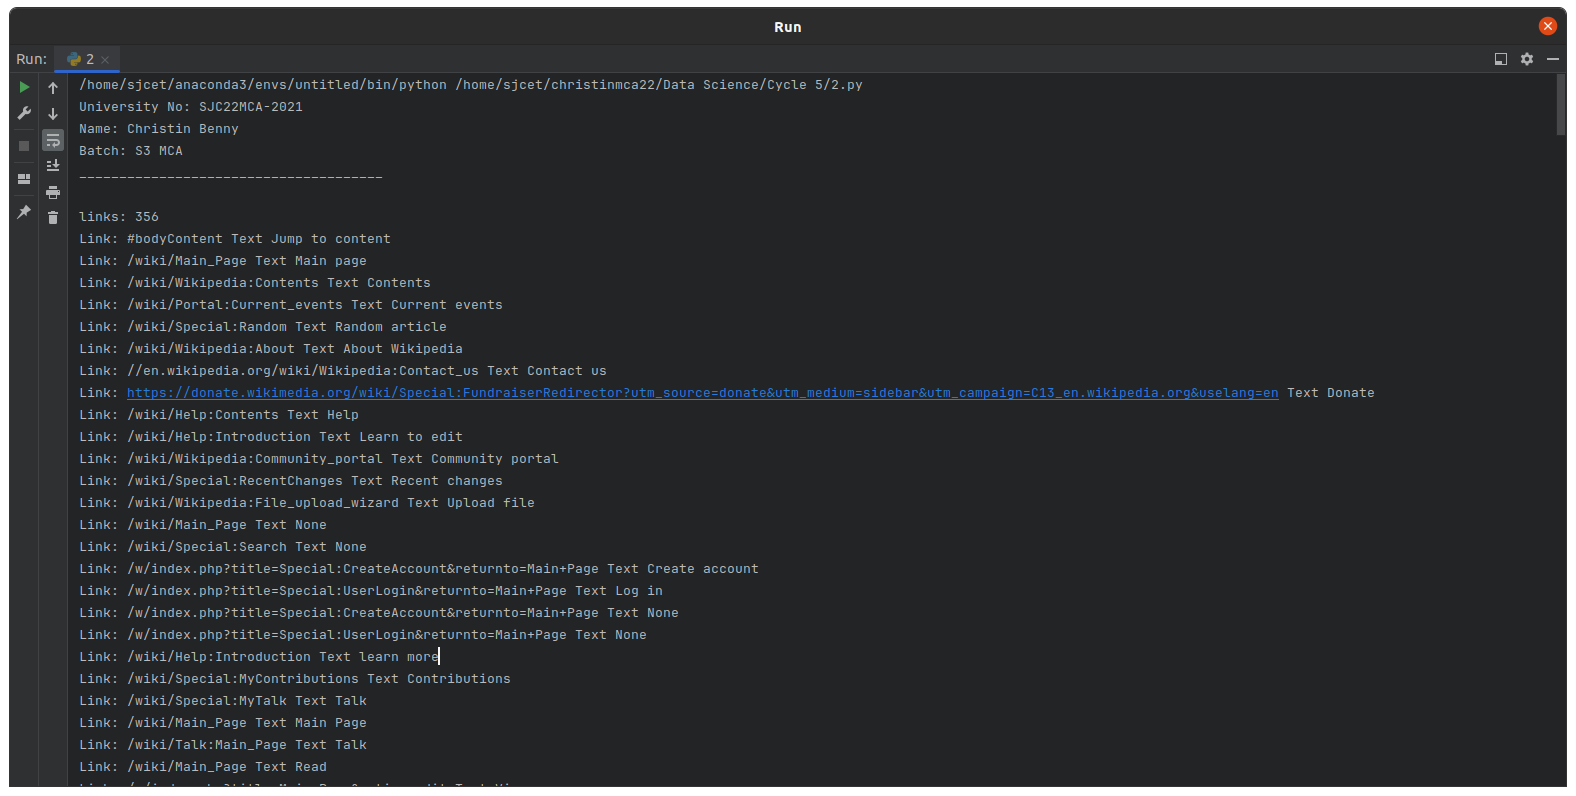 Run
Run: 2
/home/sjcet/anaconda3/envs/untitled/bin/python /home/sjcet/christinmca22/Data Science/Cycle 5/2.py
University No: SJC22MCA-2021
Name: Christin Benny
Batch: S3 MCA
--------------------------------------
links: 356
Link: #bodyContent Text Jump to content
Link: /wiki/Main_Page Text Main page
Link: /wiki/Wikipedia:Contents Text Contents
Link: /wiki/Portal:Current_events Text Current events
Link: /wiki/Special:Random Text Random article
Link: /wiki/Wikipedia:About Text About Wikipedia
Link: //en.wikipedia.org/wiki/Wikipedia:Contact_us Text Contact us
Link: https://donate.wikimedia.org/wiki/Special:FundraiserRedirector?utm_source=donate&utm_medium=sidebar&utm_campaign=C13_en.wikipedia.org&uselang=en Text Donate
Link: /wiki/Help:Contents Text Help
Link: /wiki/Help:Introduction Text Learn to edit
Link: /wiki/Wikipedia:Community_portal Text Community portal
Link: /wiki/Special:RecentChanges Text Recent changes
Link: /wiki/Wikipedia:File_upload_wizard Text Upload file
Link: /wiki/Main_Page Text None
Link: /wiki/Special:Search Text None
Link: /w/index.php?title=Special:CreateAccount&returnto=Main+Page Text Create account
Link: /w/index.php?title=Special:UserLogin&returnto=Main+Page Text Log in
Link: /w/index.php?title=Special:CreateAccount&returnto=Main+Page Text None
Link: /w/index.php?title=Special:UserLogin&returnto=Main+Page Text None
Link: /wiki/Help:Introduction Text learn more
Link: /wiki/Special:MyContributions Text Contributions
Link: /wiki/Special:MyTalk Text Talk
Link: /wiki/Main_Page Text Main Page
Link: /wiki/Talk:Main_Page Text Talk
Link: /wiki/Main_Page Text Read